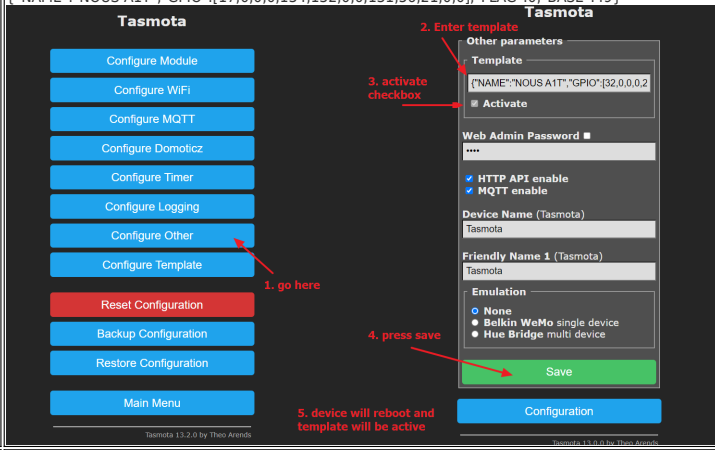 Tasmota
Configure Module
Configure WiFi
Configure MQTT
Configure Domoticz
Configure Timer
Configure Logging
Configure Other
Configure Template
1. go here
Reset Configuration
Backup Configuration
Restore Configuration
Main Menu
Tasmota 13.2.0 by Theo Arends
Tasmota
2. Enter template
Other parameters
Template
{"NAME":"NOUS A1T","GPIO":[32,0,0,0,2
3. activate
checkbox
Activate
Web Admin Password
••••
HTTP API enable
MQTT enable
Device Name (Tasmota)
Tasmota
Friendly Name 1 (Tasmota)
Tasmota
Emulation
None
Belkin WeMo single device
Hue Bridge multi device
4. press save
Save
Configuration
5. device will reboot and
template will be active
Tasmota 13.0.0 by Theo Arends